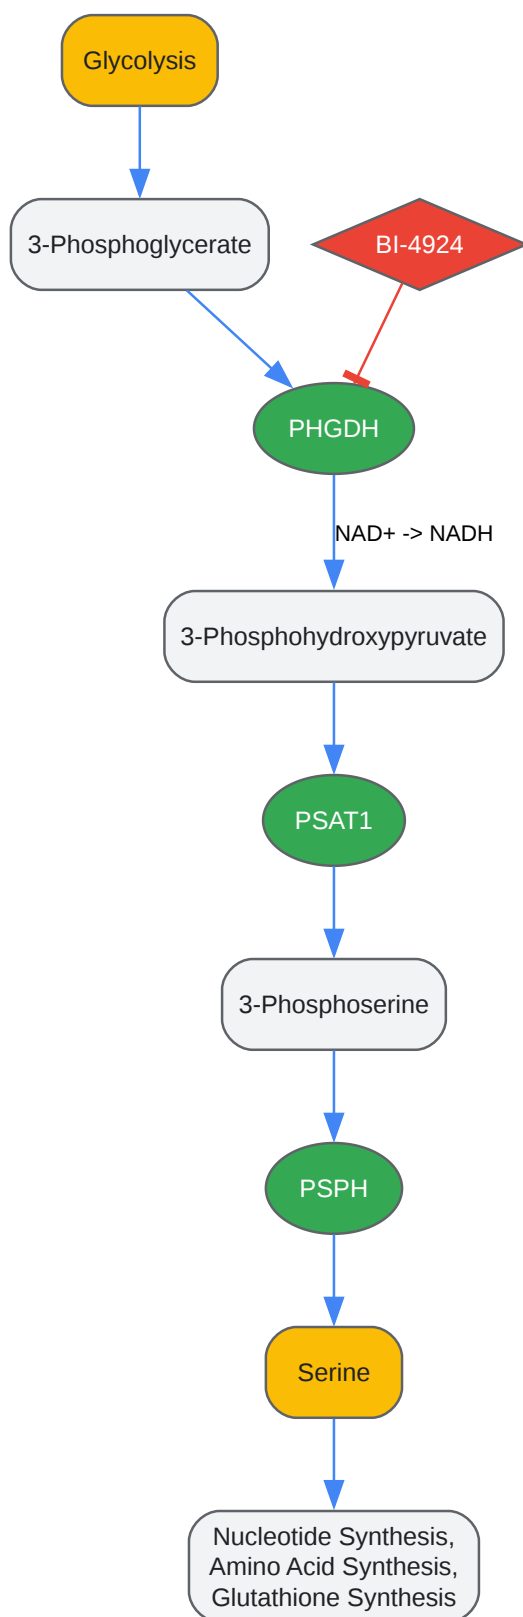 Glycolysis
3-Phosphoglycerate
BI-4924
PHGDH
NAD+ -> NADH
3-Phosphohydroxypyruvate
PSAT1
3-Phosphoserine
PSPH
Serine
Nucleotide Synthesis,
Amino Acid Synthesis,
Glutathione Synthesis